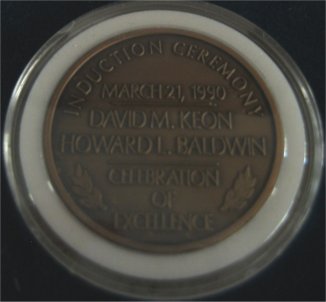 INDUCTION CEREMONY
MARCH 21, 1990
DAVID M. KEON
HOWARD L. BALDWIN
CELEBRATION
OF
EXCELLENCE